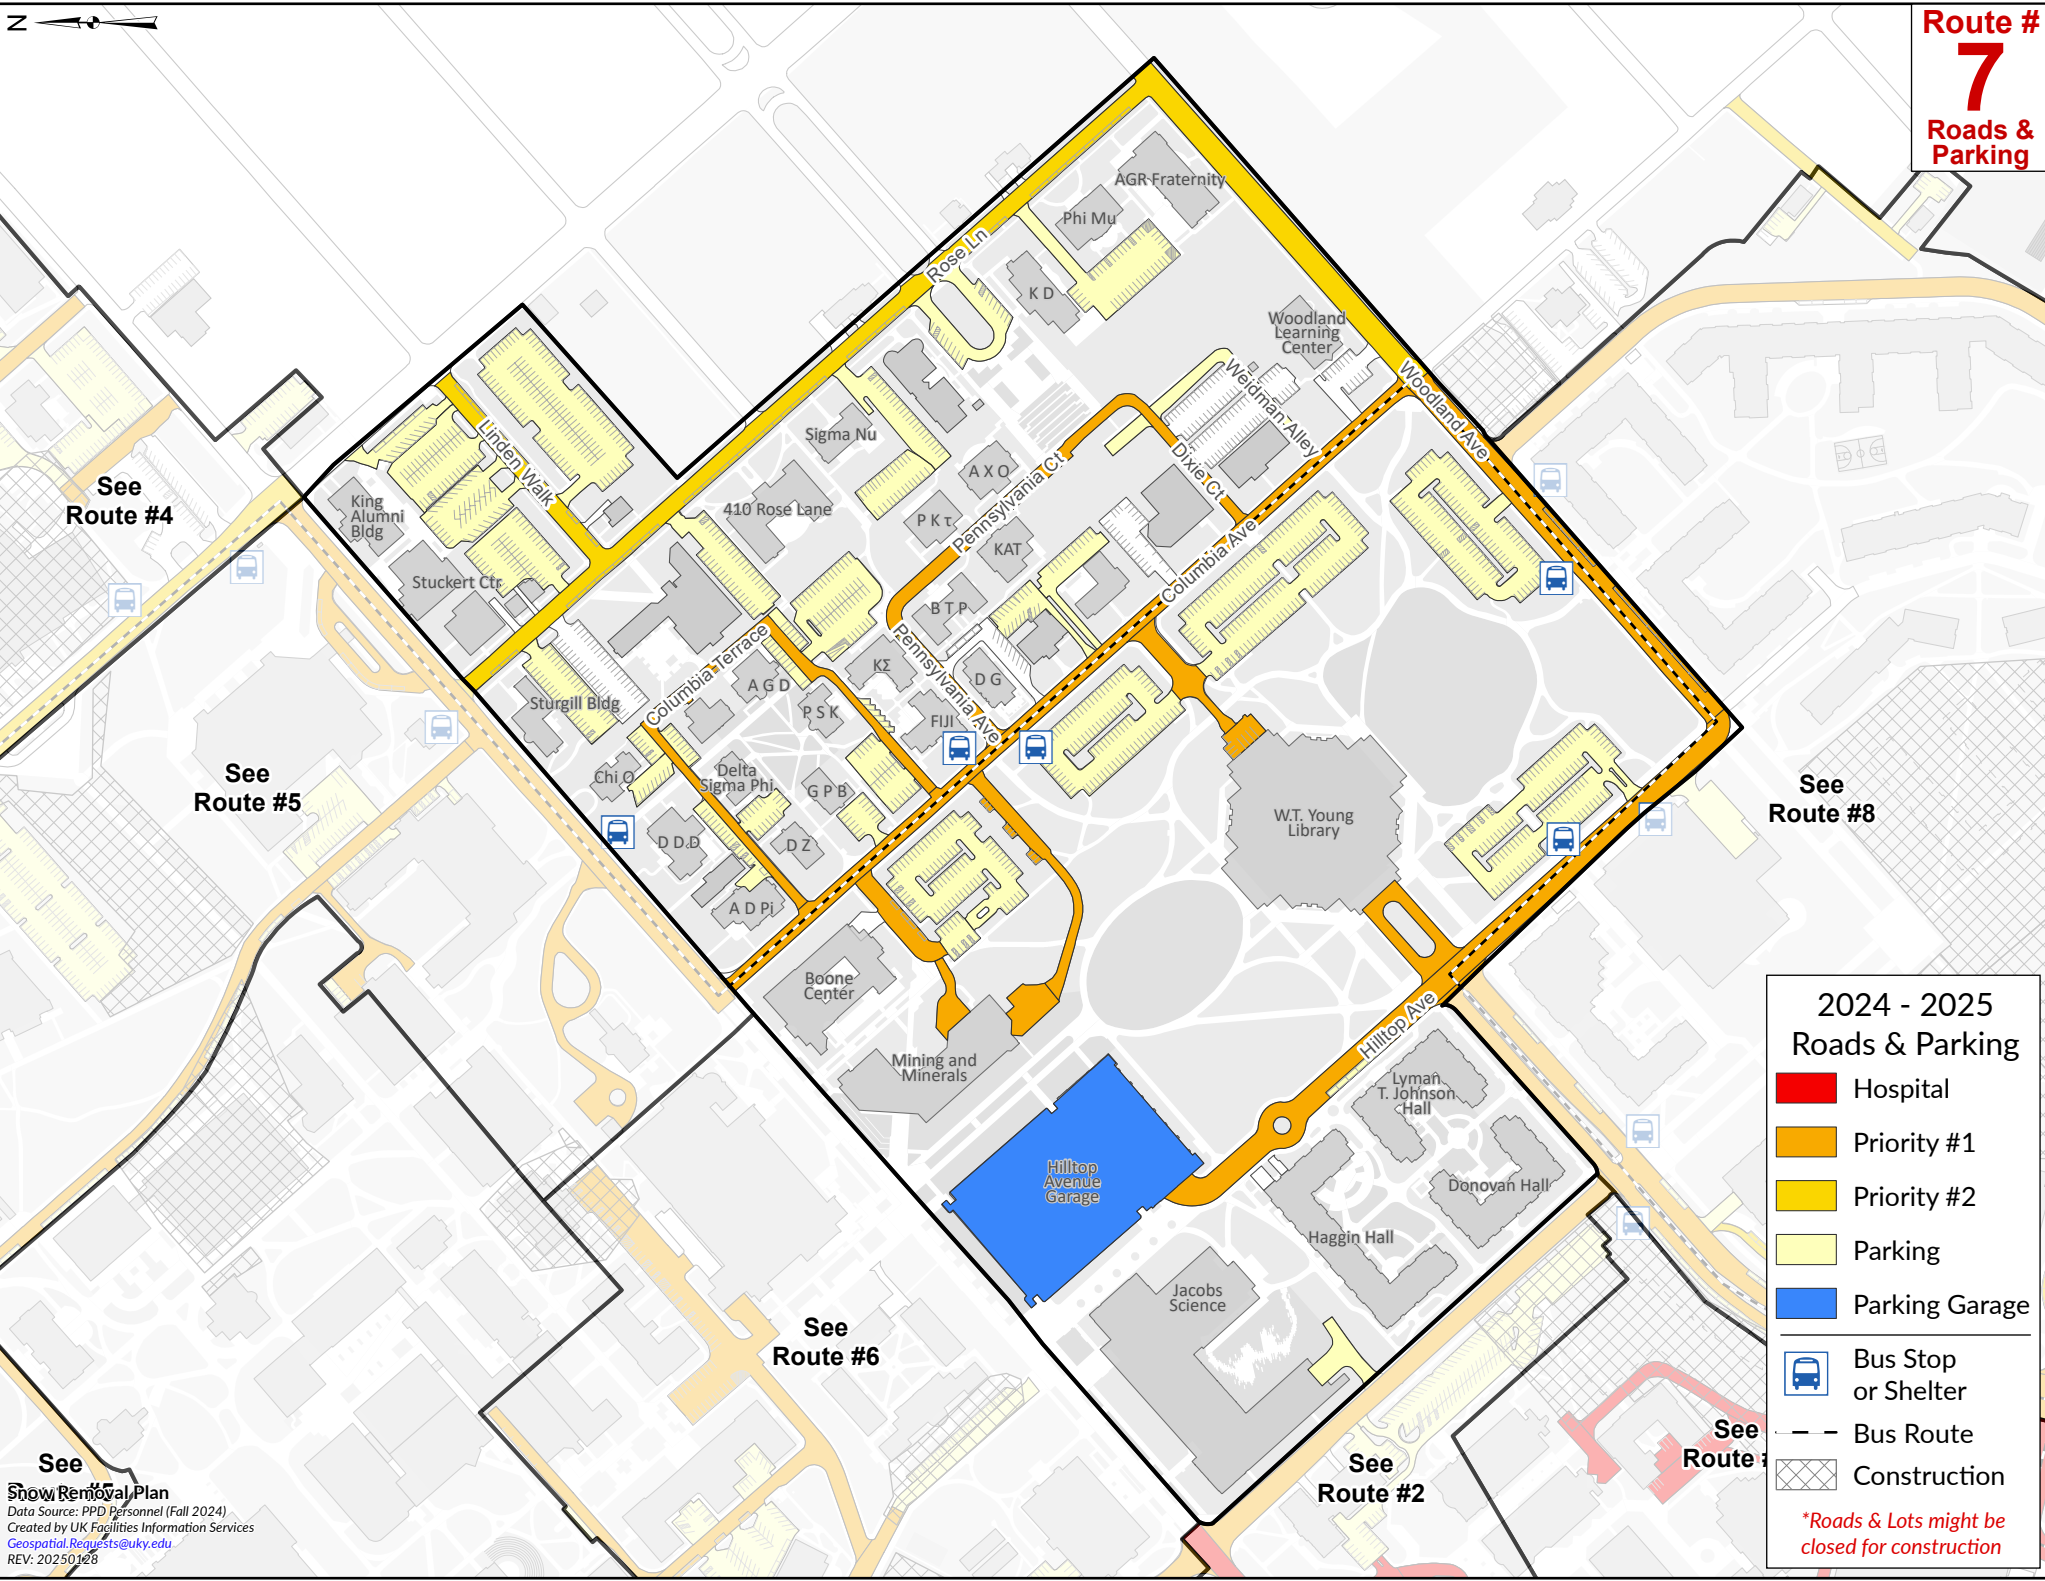 N
Route #
7
Roads &
Parking
AGR Fraternity
Phi Mu
Rose Ln
K D
Woodland
Learning
Center
Woodland Ave
Weidman Alley
Dixie Ct
Linden Walk
Sigma Nu
A X O
Pennsylvania Ct
410 Rose Lane
P K τ
KAT
King
Alumni
Bldg
See
Route #4
Stuckert Ctr
Columbia Ave
B T P
Pennsylvania Ave
Columbia Terrace
KΣ
D G
A G D
P S K
FIJI
Sturgill Bldg
See
Route #5
Chi O
Delta
Sigma Phi
G P B
D D D
D Z
A D Pi
W.T. Young
Library
See
Route #8
Boone
Center
Mining and
Minerals
Hilltop Ave
Lyman
T. Johnson
Hall
Hilltop
Avenue
Garage
Donovan Hall
Haggin Hall
Jacobs
Science
See
Route #6
See
Route #2
See
Route #
See
Route #5
Snow Removal Plan
Data Source: PPD Personnel (Fall 2024)
Created by UK Facilities Information Services
Geospatial.Requests@uky.edu
REV: 20250128
2024 - 2025
Roads & Parking
Hospital
Priority #1
Priority #2
Parking
Parking Garage
Bus Stop
or Shelter
Bus Route
Construction
*Roads & Lots might be
closed for construction